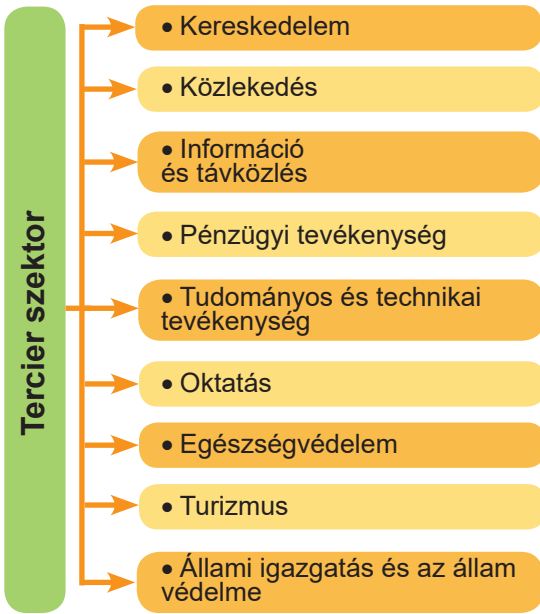 Tercier szektor
• Kereskedelem
• Közlekedés
• Információ
és távközlés
• Pénzügyi tevékenység
• Tudományos és technikai
tevékenység
• Oktatás
• Egészségvédelem
• Turizmus
• Állami igazgatás és az állam
védelme